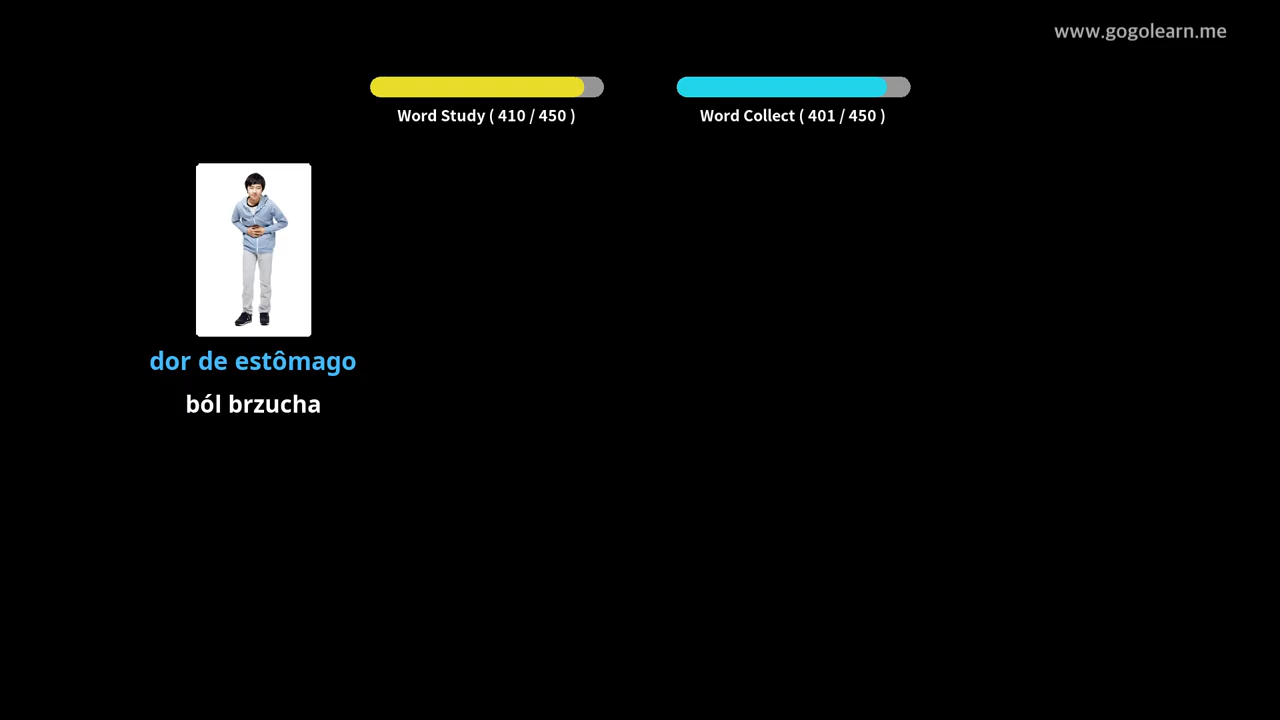 www.gogolearn.me
Word Study ( 410 / 450 )
Word Collect ( 401 / 450 )
dor de estômago
ból brzucha